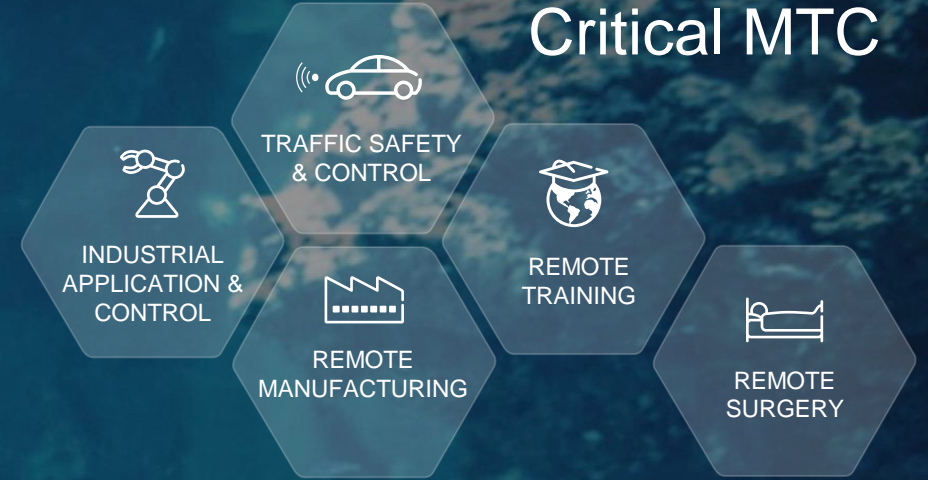 Critical MTC
TRAFFIC SAFETY
& CONTROL
INDUSTRIAL
APPLICATION &
CONTROL
REMOTE
TRAINING
REMOTE
MANUFACTURING
REMOTE
SURGERY